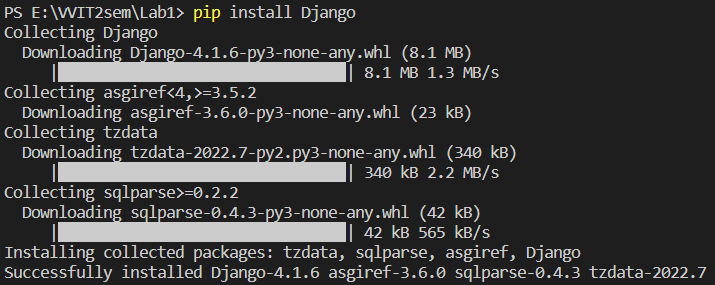 PS E:\VVIT2sem\Lab1> pip install Django
Collecting Django
  Downloading Django-4.1.6-py3-none-any.whl (8.1 MB)
     |████████████████████████████████| 8.1 MB 1.3 MB/s
Collecting asgiref<4,>=3.5.2
  Downloading asgiref-3.6.0-py3-none-any.whl (23 kB)
Collecting tzdata
  Downloading tzdata-2022.7-py2.py3-none-any.whl (340 kB)
     |████████████████████████████████| 340 kB 2.2 MB/s
Collecting sqlparse>=0.2.2
  Downloading sqlparse-0.4.3-py3-none-any.whl (42 kB)
     |████████████████████████████████| 42 kB 565 kB/s
Installing collected packages: tzdata, sqlparse, asgiref, Django
Successfully installed Django-4.1.6 asgiref-3.6.0 sqlparse-0.4.3 tzdata-2022.7